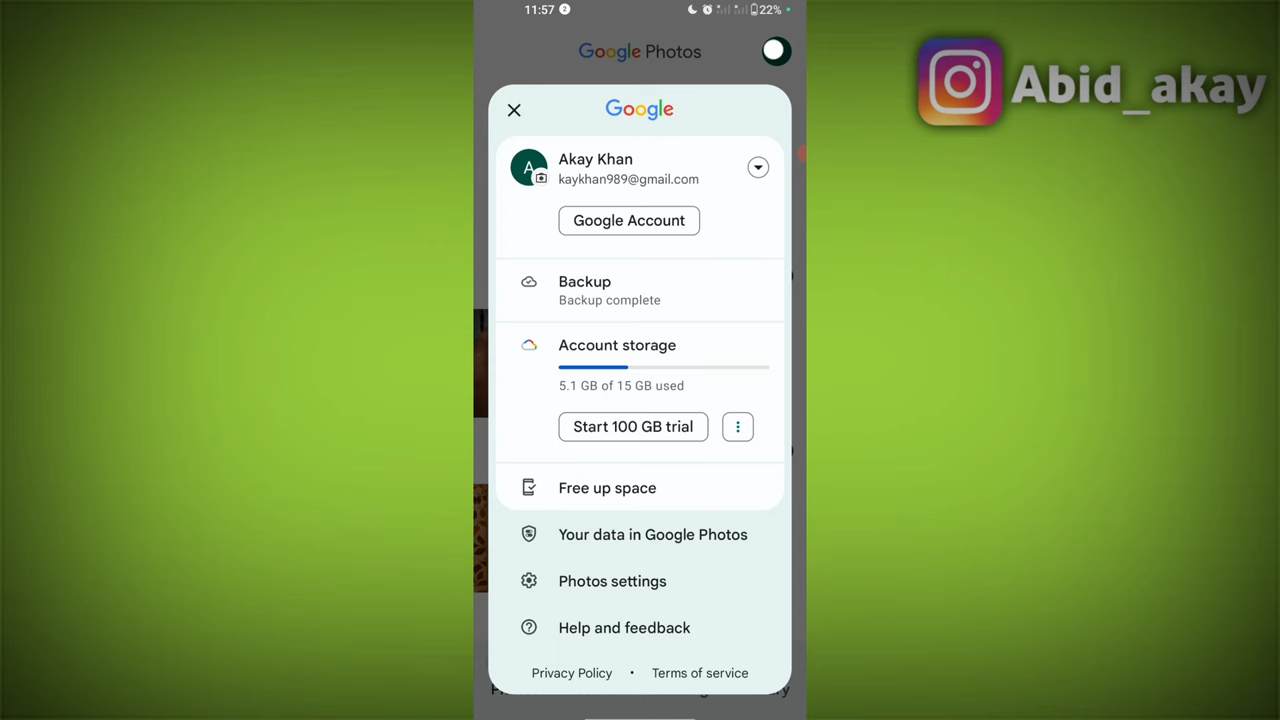 11:57 2
22%
Google Photos
Abid_akay
Google
A
Akay Khan
kaykhan989@gmail.com
Google Account
Backup
Backup complete
Account storage
5.1 GB of 15 GB used
Start 100 GB trial
Free up space
Your data in Google Photos
Photos settings
Help and feedback
Privacy Policy • Terms of service